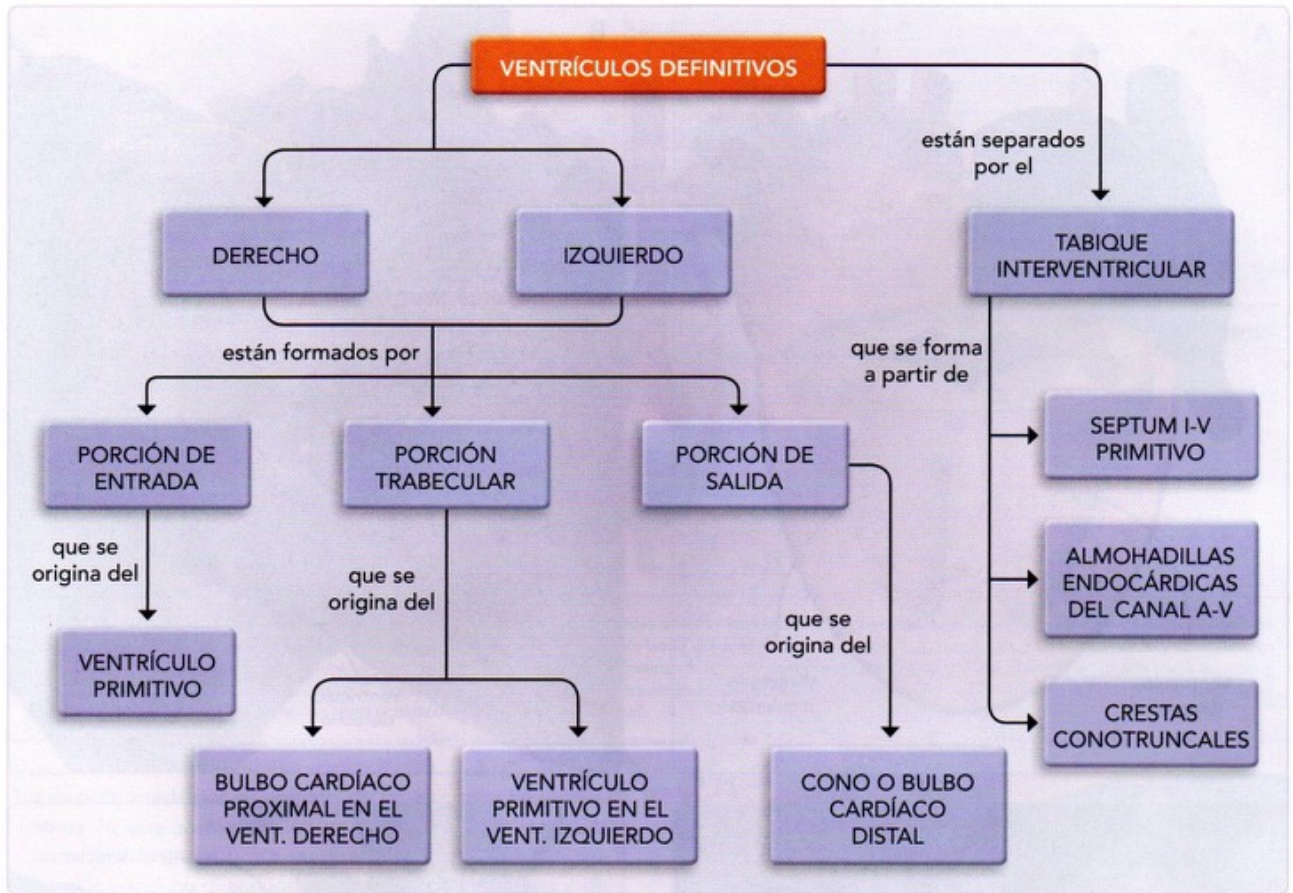 VENTRÍCULOS DEFINITIVOS
están separados
por el
DERECHO
IZQUIERDO
TABIQUE
INTERVENTRICULAR
están formados por
que se forma
a partir de
PORCIÓN DE
ENTRADA
PORCIÓN
TRABECULAR
PORCIÓN DE
SALIDA
SEPTUM I-V
PRIMITIVO
que se
origina del
que se
origina del
ALMOHADILLAS
ENDOCÁRDICAS
DEL CANAL A-V
que se
origina del
VENTRÍCULO
PRIMITIVO
CRESTAS
CONOTRUNCALES
BULBO CARDÍACO
PROXIMAL EN EL
VENT. DERECHO
VENTRÍCULO
PRIMITIVO EN EL
VENT. IZQUIERDO
CONO O BULBO
CARDÍACO
DISTAL